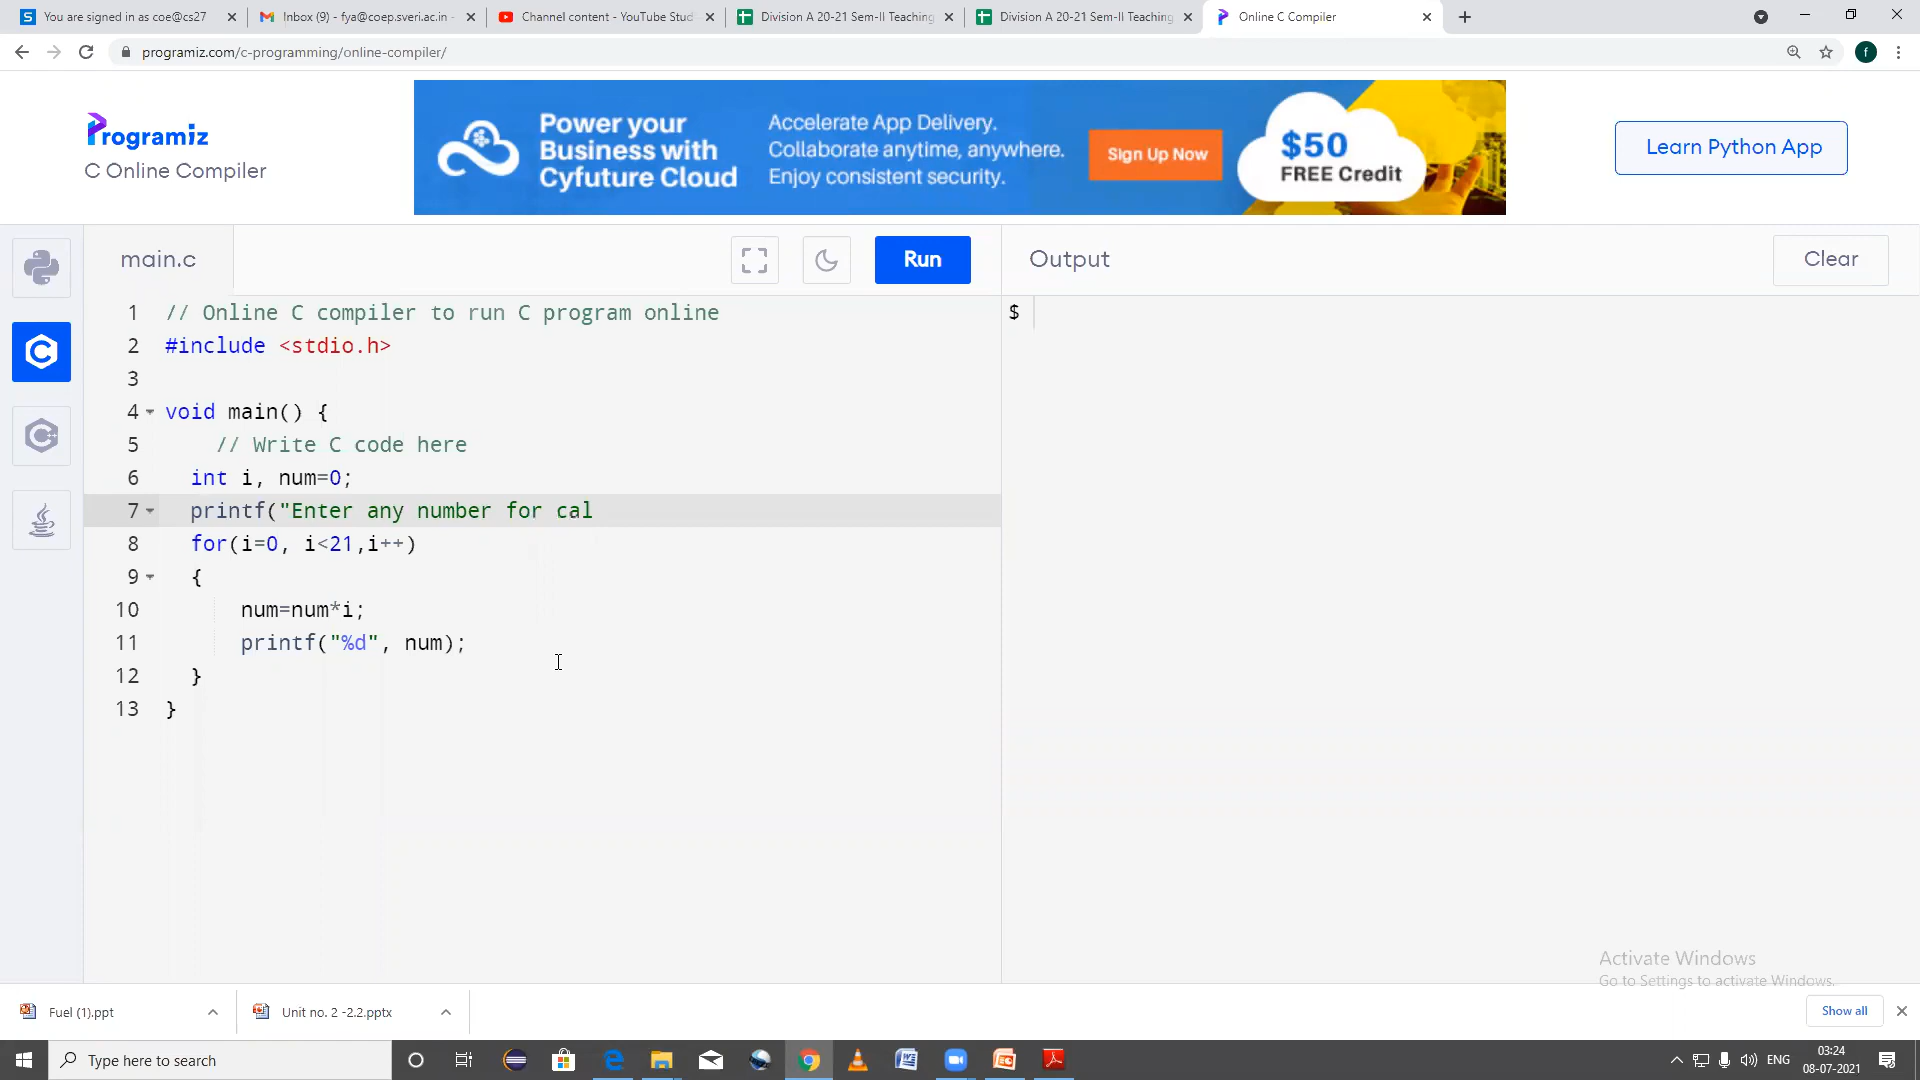 You are signed in as coe@cs27
Inbox (9) - fya@coep.sveri.ac.in -
Channel content - YouTube Stud
Division A 20-21 Sem-II Teaching
Division A 20-21 Sem-II Teaching
Online C Compiler
programiz.com/c-programming/online-compiler/
f
Programiz
C Online Compiler
Power your
Business with
Cyfuture Cloud
Accelerate App Delivery.
Collaborate anytime, anywhere.
Enjoy consistent security.
Sign Up Now
$50
FREE Credit
Learn Python App
main.c
Run
Output
Clear
1 // Online C compiler to run C program online
2 #include <stdio.h>
3
4 void main() {
5 // Write C code here
6 int i, num=0;
7 printf("Enter any number for cal
8 for(i=0, i<21,i++)
9 {
10 num=num*i;
11 printf("%d", num);
12 }
13 }
$
Activate Windows
Go to Settings to activate Windows.
Fuel (1).ppt
Unit no. 2 -2.2.pptx
Show all
Type here to search
ENG
03:24
08-07-2021